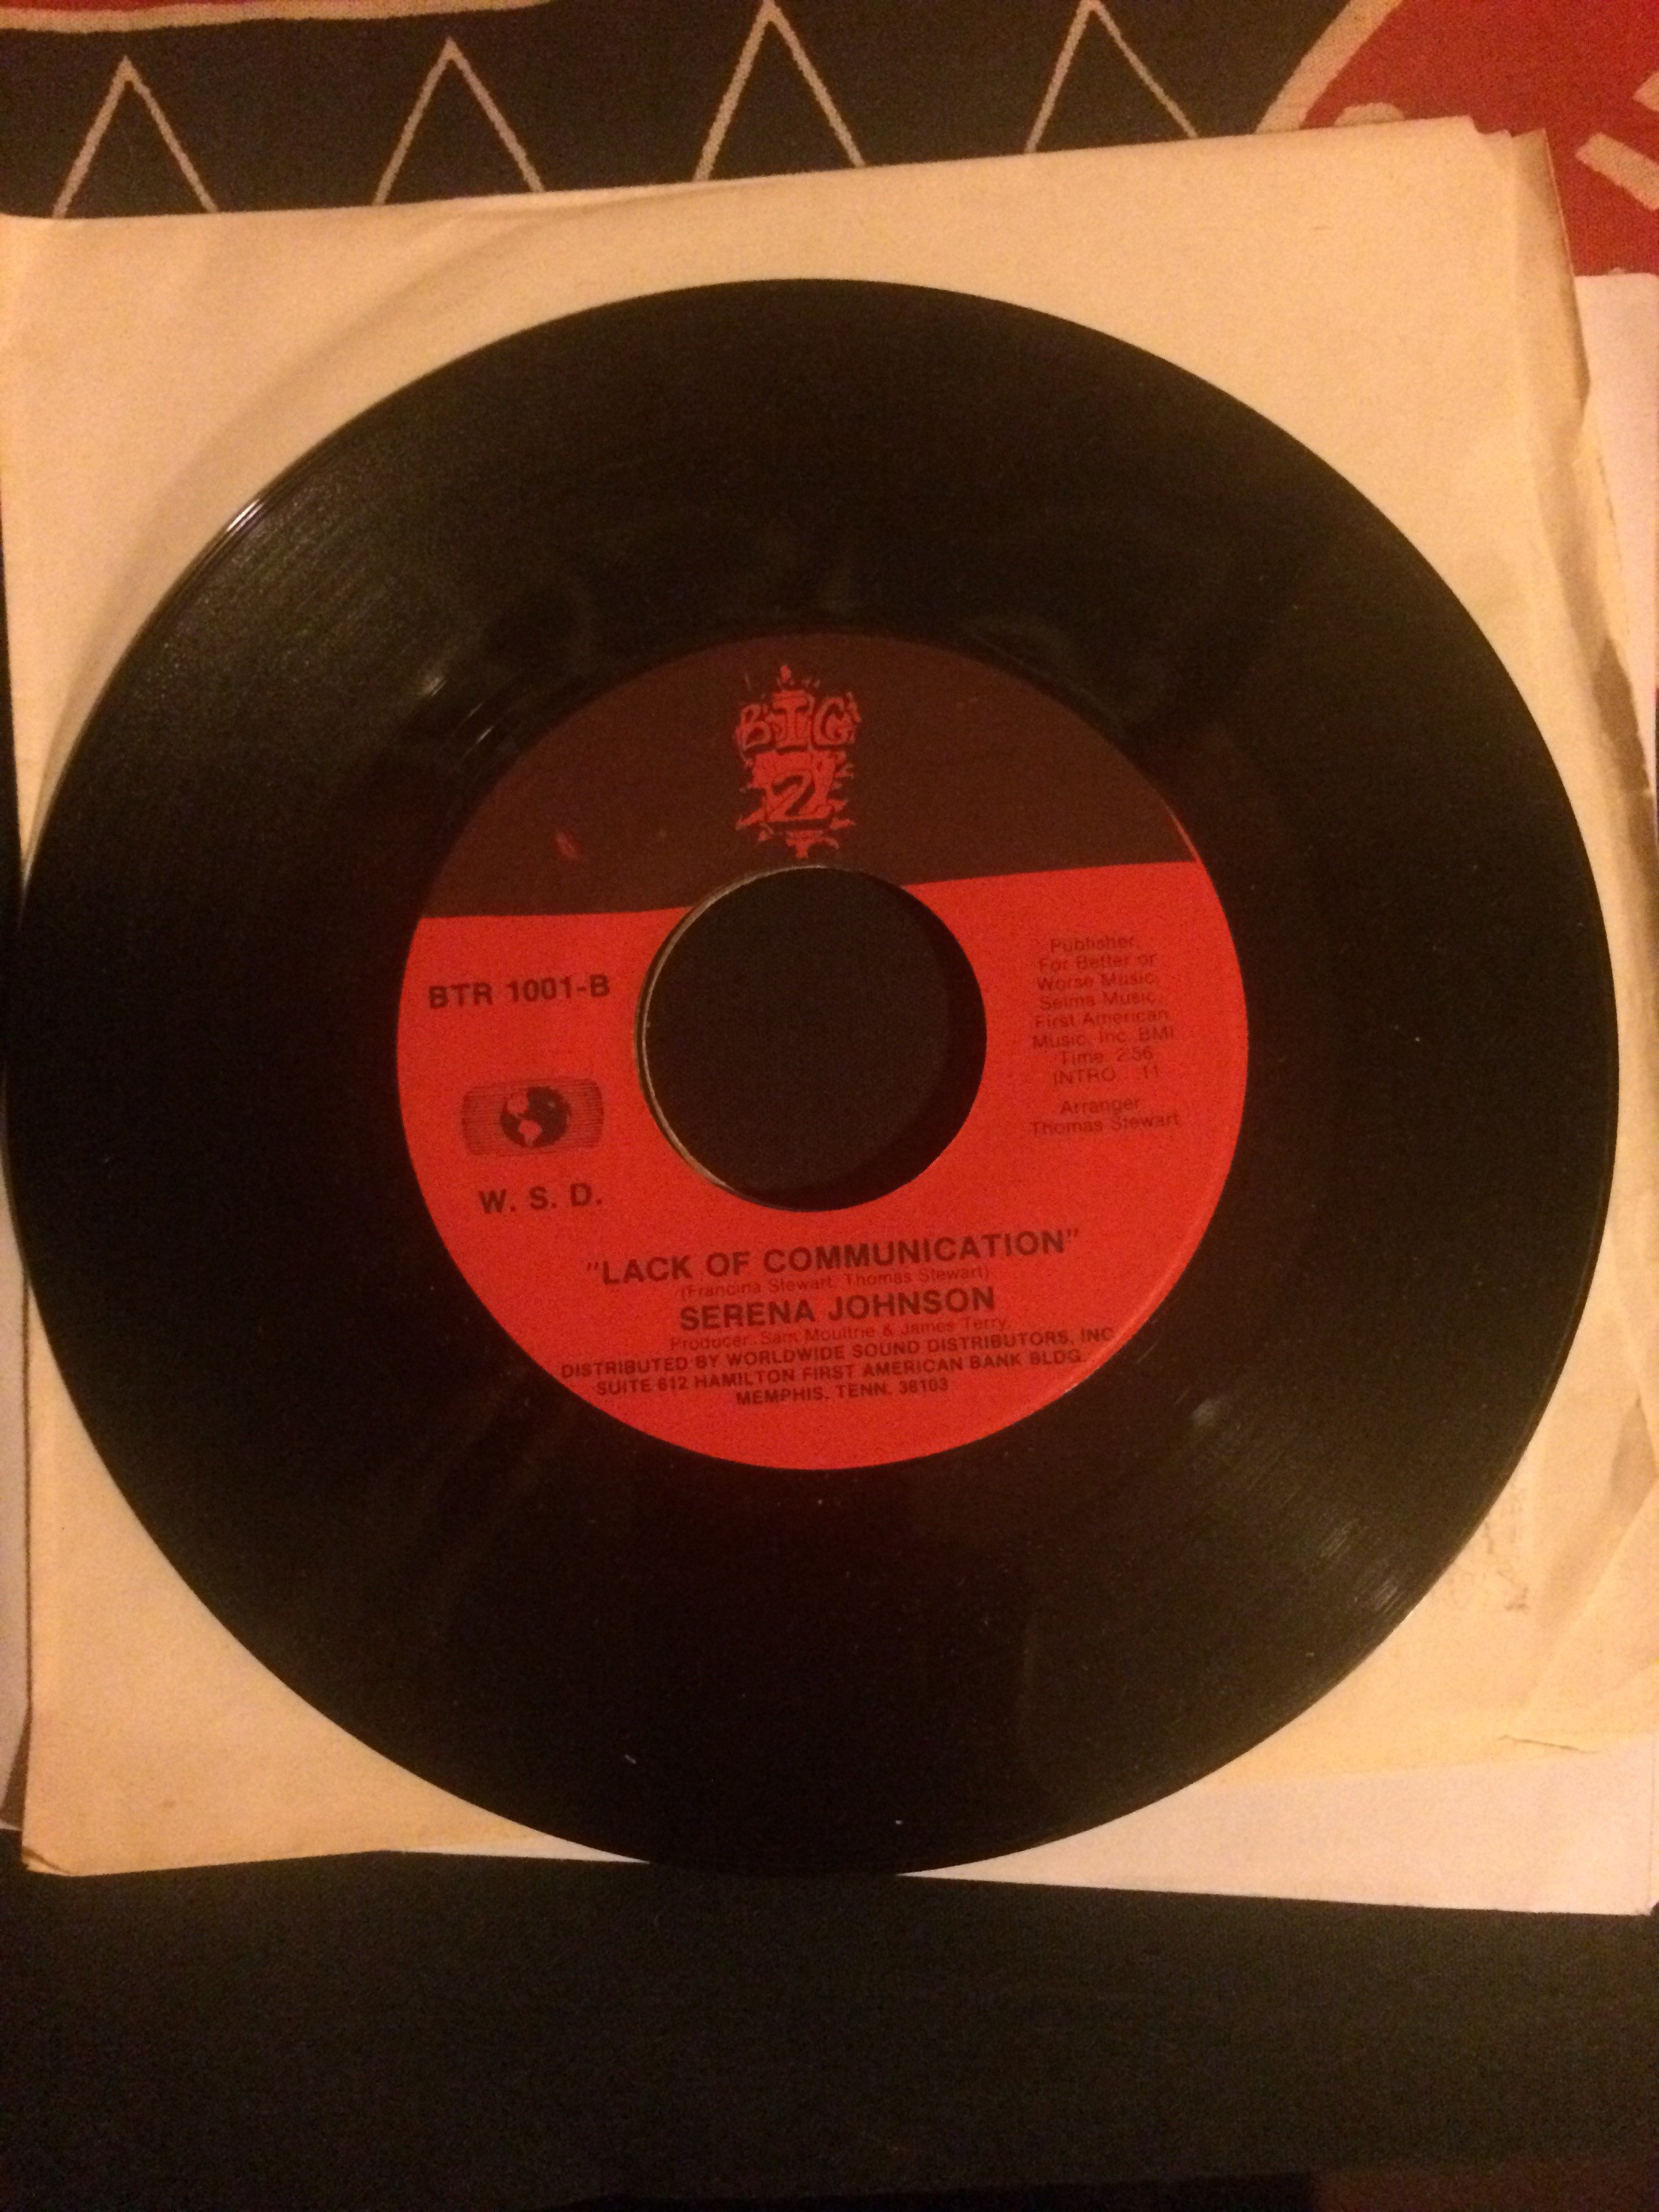 BIG
2
BTR 1001-B
W. S. D.
Publisher:
For Better or
Worse Music,
Selma Music,
First American
Music, Inc. BMI
Time: 2:56
INTRO: :11
Arranger:
Thomas Stewart
"LACK OF COMMUNICATION"
(Francina Stewart, Thomas Stewart)
SERENA JOHNSON
Producer: Sam Moultrie & James Terry
DISTRIBUTED BY WORLDWIDE SOUND DISTRIBUTORS, INC.
SUITE 612 HAMILTON FIRST AMERICAN BANK BLDG.
MEMPHIS, TENN. 38103